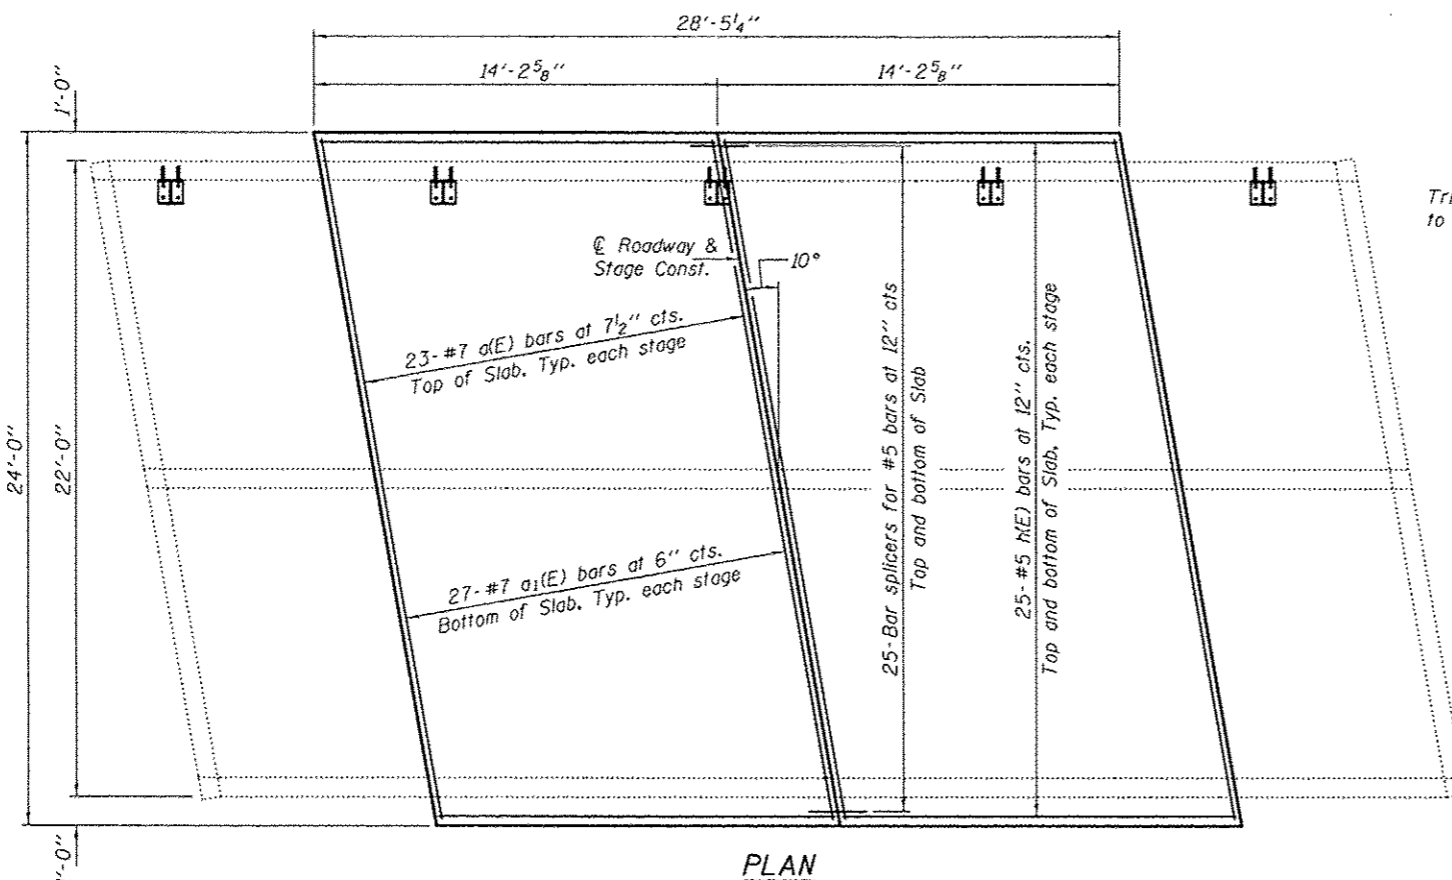 28'-5¼"
14'-2⅝"
14'-2⅝"
1'-0"
24'-0"
22'-0"
℄ Roadway &
Stage Const.
10°
23-#7 a(E) bars at 7½" cts.
Top of Slab. Typ. each stage
27-#7 a₁(E) bars at 6" cts.
Bottom of Slab. Typ. each stage
25-Bar splicers for #5 bars at 12" cts
Top and bottom of Slab
25-#5 h(E) bars at 12" cts.
Top and bottom of Slab. Typ. each stage
to
'-0"
PLAN